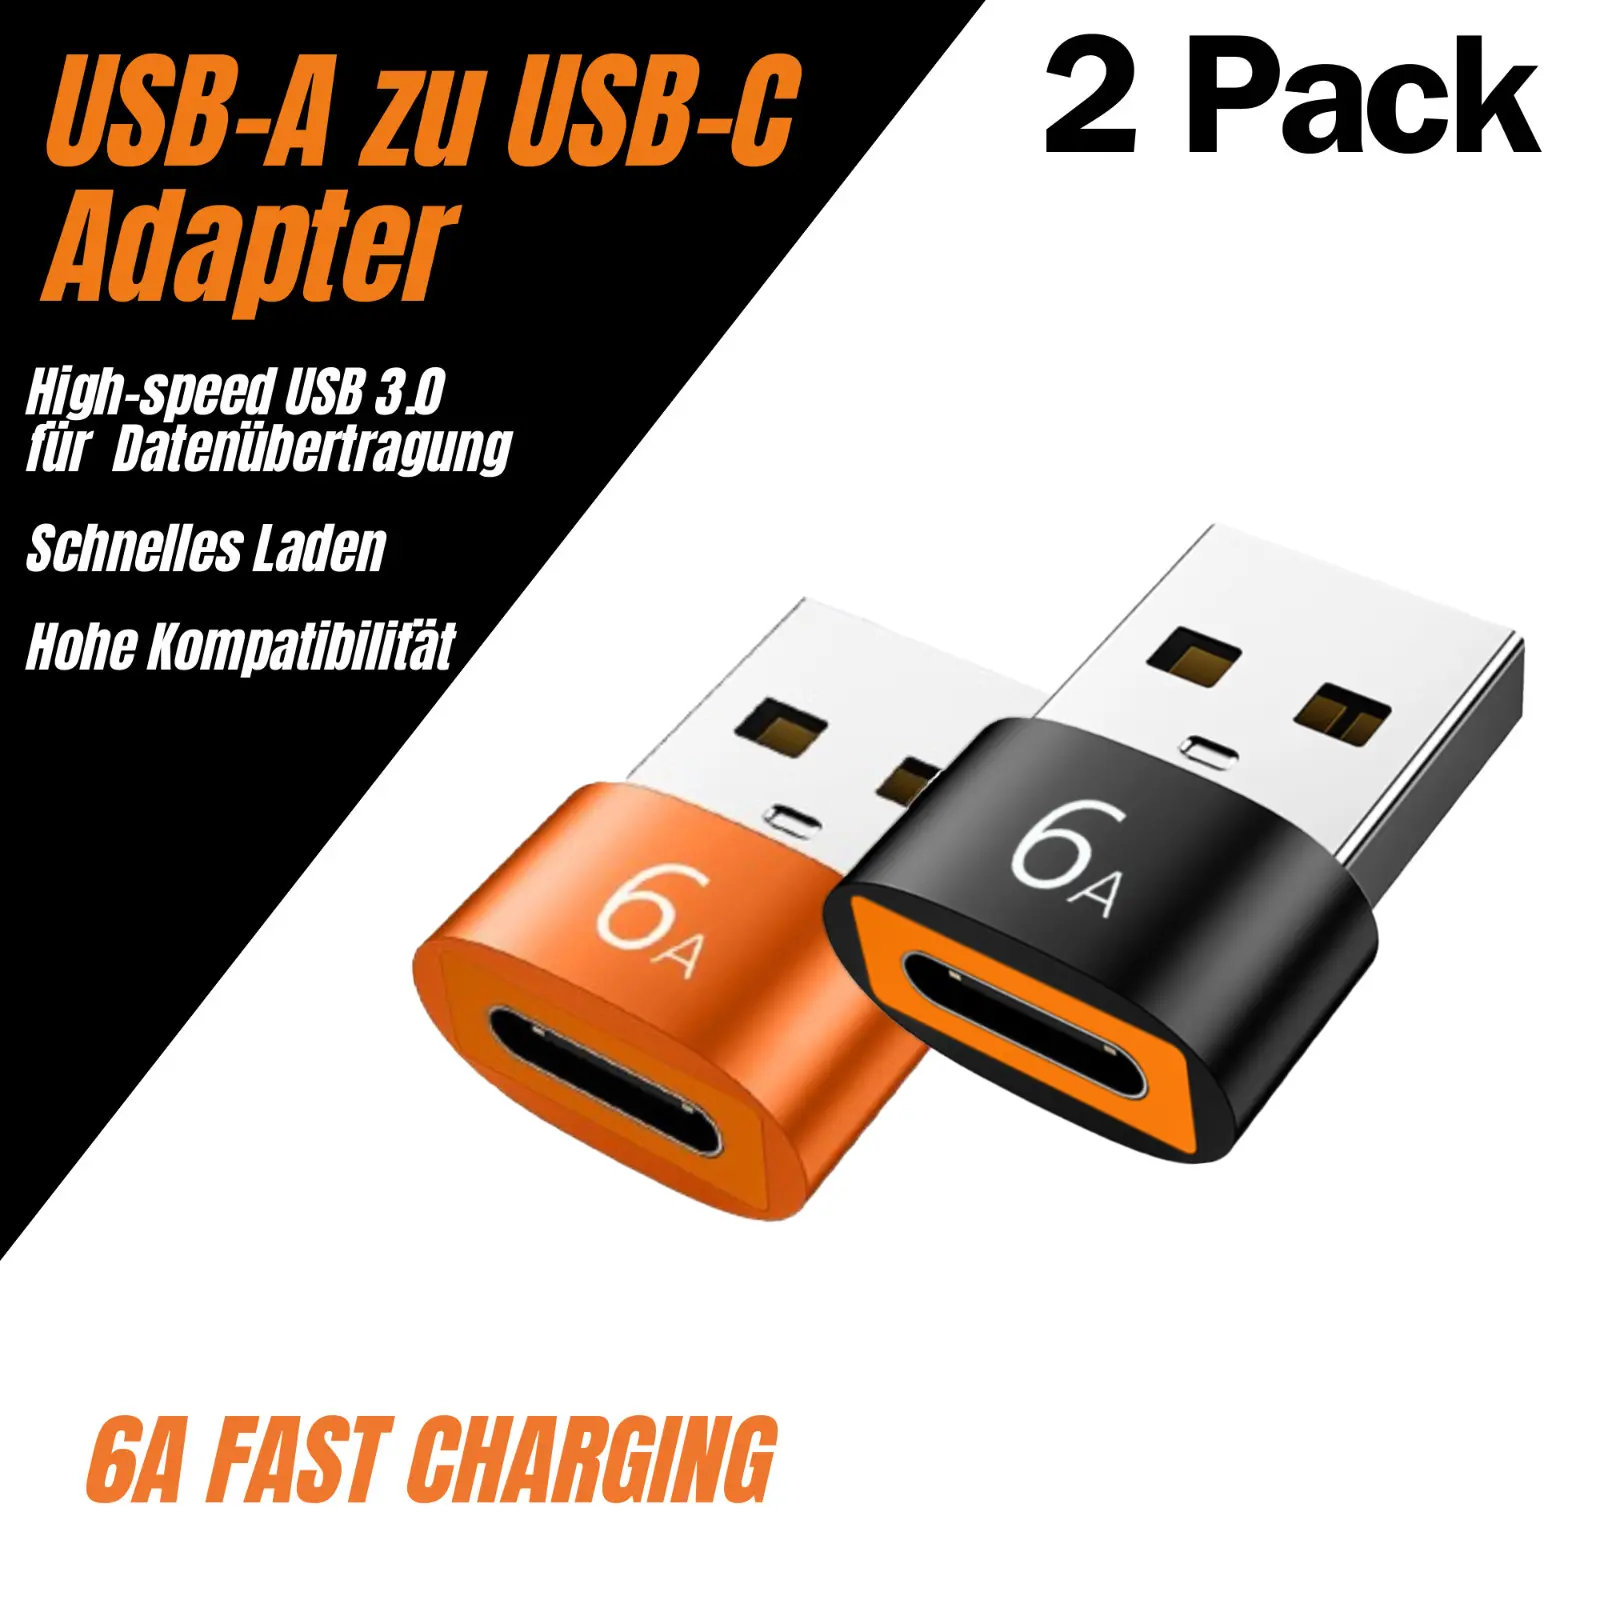 USB-A zu USB-C
Adapter
2 Pack
High-speed USB 3.0
für Datenübertragung
Schnelles Laden
Hohe Kompatibilität
6A
6A
6A FAST CHARGING